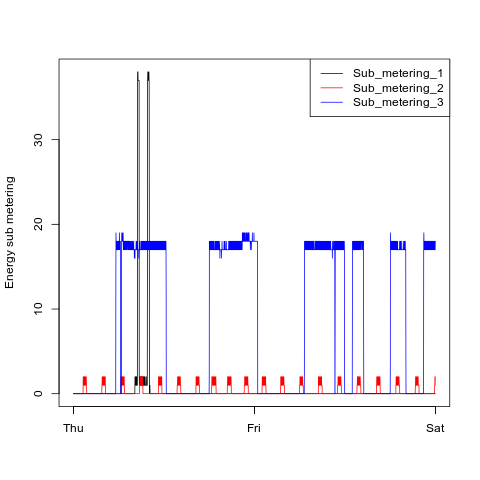 Sub_metering_1
Sub_metering_2
Sub_metering_3
Energy sub metering
30
20
10
0
Thu Fri Sat